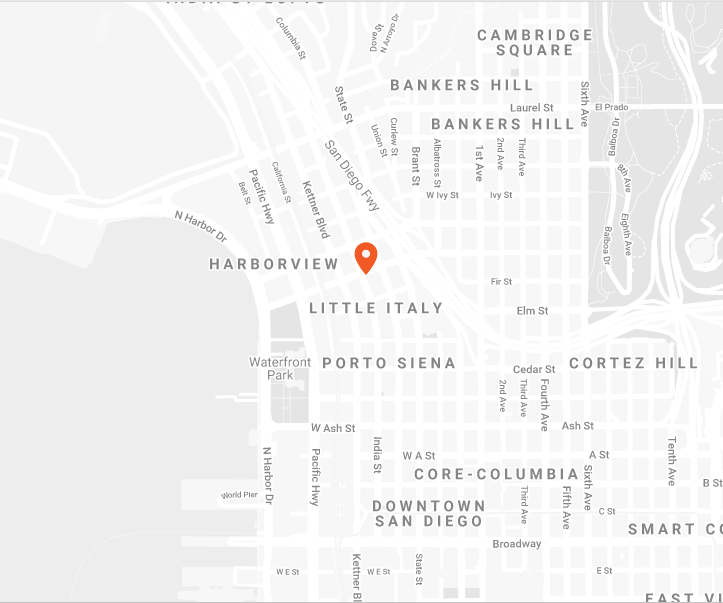 Columbia St
Dove St
N Arroyo Dr
CAMBRIDGE
SQUARE
BANKERS HILL
State St
Sixth Ave
Laurel St
El Prado
BANKERS HILL
Curlew St
Union St
Balboa Dr
San Diego Fwy
Brant St
Albatross St
1st Ave
2nd Ave
Third Ave
8th Ave
California St
Pacific Hwy
Belt St
Kettner Blvd
W Ivy St
Ivy St
N Harbor Dr
Eighth Ave
Balboa Dr
HARBORVIEW
Fir St
LITTLE ITALY
Elm St
Waterfront
Park
PORTO SIENA
Cedar St
CORTEZ HILL
2nd Ave
Third Ave
Fourth Ave
W Ash St
Ash St
India St
W A St
A St
Tenth Ave
N Harbor Dr
Pacific Hwy
CORE-COLUMBIA
Sixth Ave
B St
World Pier
Third Ave
Fifth Ave
DOWNTOWN
SAN DIEGO
C St
SMART CO
Broadway
W E St
Kettner Bl
W E St
State St
E St
EAST VI